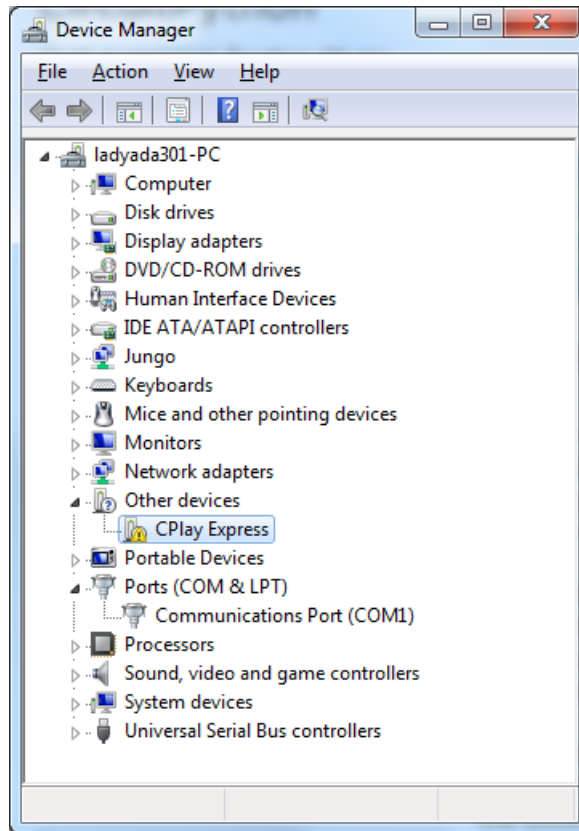 Device Manager
File Action View Help
ladyada301-PC
Computer
Disk drives
Display adapters
DVD/CD-ROM drives
Human Interface Devices
IDE ATA/ATAPI controllers
Jungo
Keyboards
Mice and other pointing devices
Monitors
Network adapters
Other devices
CPlay Express
Portable Devices
Ports (COM & LPT)
Communications Port (COM1)
Processors
Sound, video and game controllers
System devices
Universal Serial Bus controllers